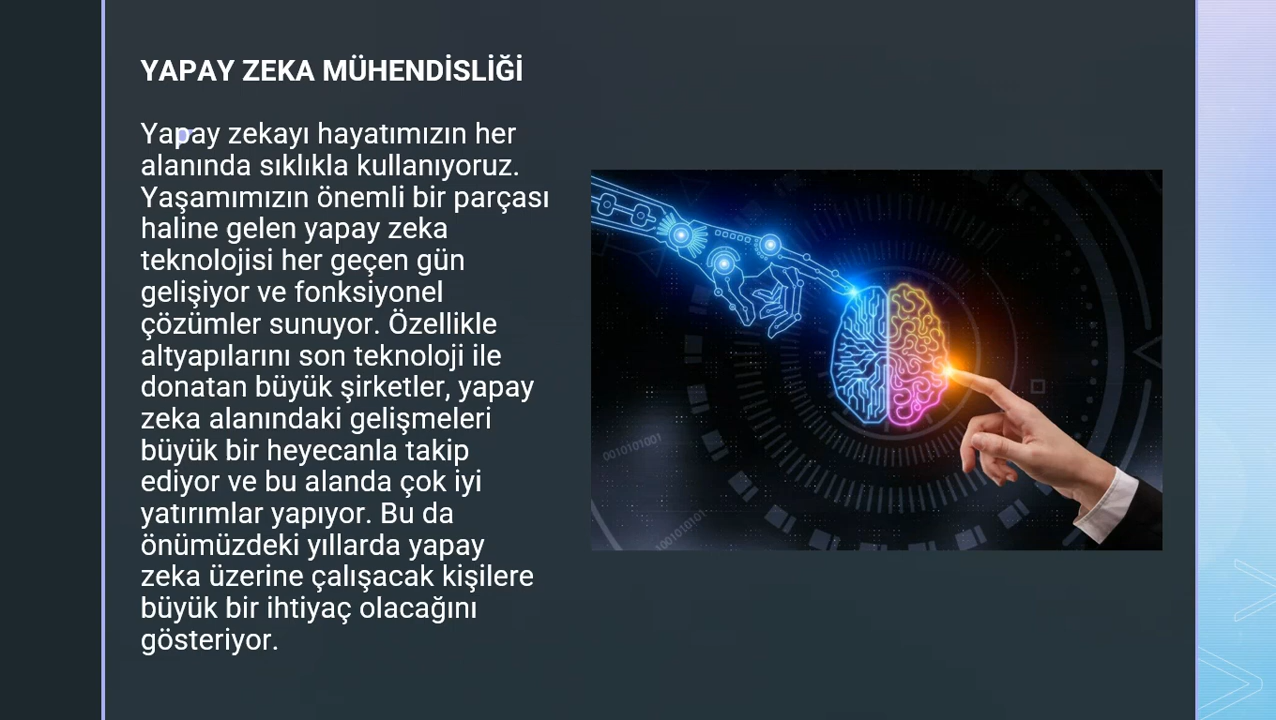 YAPAY ZEKA MÜHENDİSLİĞİ
Yapay zekayı hayatımızın her
alanında sıklıkla kullanıyoruz.
Yaşamımızın önemli bir parçası
haline gelen yapay zeka
teknolojisi her geçen gün
gelişiyor ve fonksiyonel
çözümler sunuyor. Özellikle
altyapılarını son teknoloji ile
donatan büyük şirketler, yapay
zeka alanındaki gelişmeleri
büyük bir heyecanla takip
ediyor ve bu alanda çok iyi
yatırımlar yapıyor. Bu da
önümüzdeki yıllarda yapay
zeka üzerine çalışacak kişilere
büyük bir ihtiyaç olacağını
gösteriyor.
0010101001